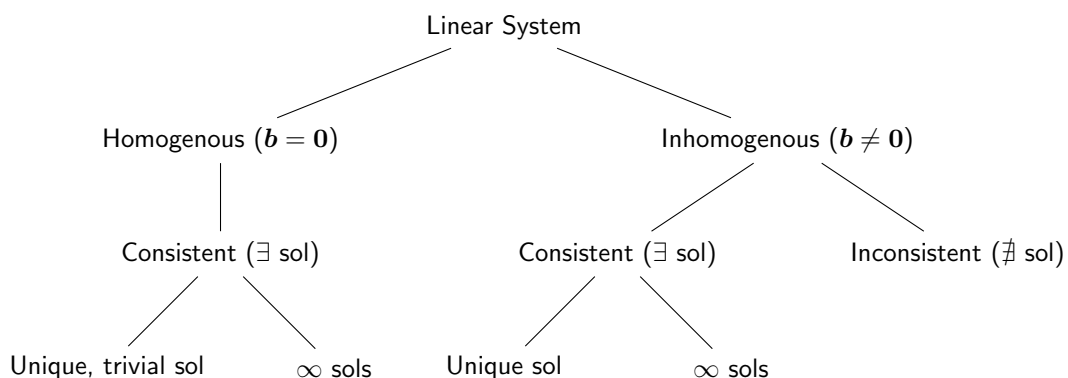 Linear System
Homogenous (b = 0)
Inhomogenous (b ≠ 0)
Consistent (∃ sol)
Consistent (∃ sol)
Inconsistent (∄ sol)
Unique, trivial sol
∞ sols
Unique sol
∞ sols